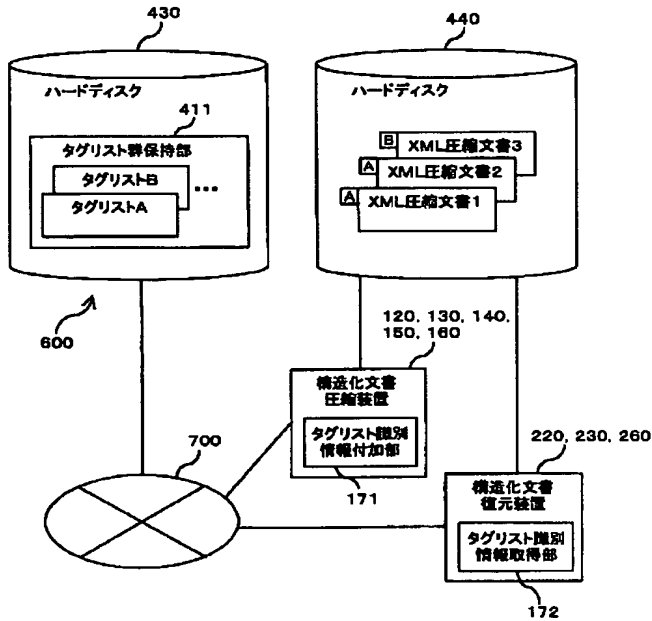 430
440
ハードディスク
411
タグリスト群保持部
タグリストB
タグリストA
...
ハードディスク
B
XML圧縮文書3
A
XML圧縮文書2
A
XML圧縮文書1
600
120, 130, 140,
150, 160
構造化文書
圧縮装置
タグリスト識別
情報付加部
171
700
220, 230, 260
構造化文書
復元装置
タグリスト識別
情報取得部
172